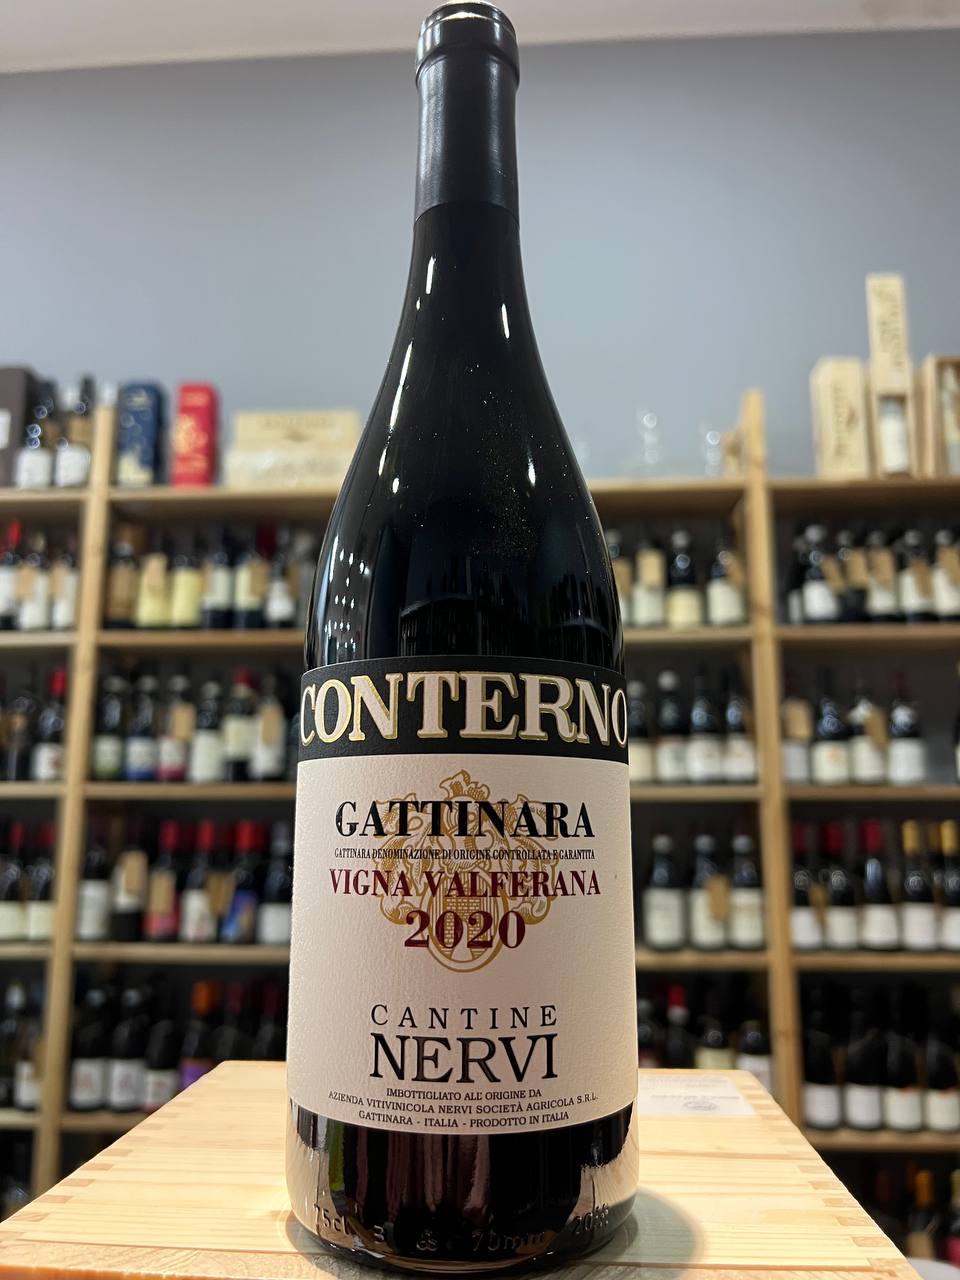 CONTERNO
GATTINARA
GATTINARA DENOMINAZIONE DI ORIGINE CONTROLLATA E GARANTITA
VIGNA VALFERANA
2020
CANTINE
NERVI
IMBOTTIGLIATO ALL' ORIGINE DA
AZIENDA VITIVINICOLA NERVI SOCIETÀ AGRICOLA S.R.L.
GATTINARA - ITALIA - PRODOTTO IN ITALIA
75cl